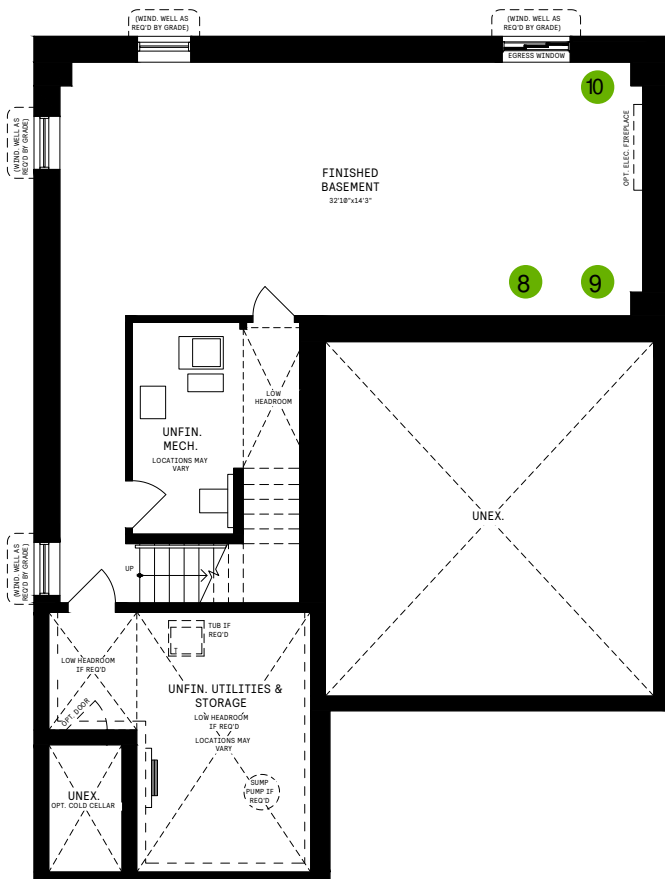 (WIND. WELL AS
REQ'D BY GRADE)
(WIND. WELL AS
REQ'D BY GRADE)
EGRESS WINDOW
10
(WIND. WELL AS
REQ'D BY GRADE)
OPT. ELEC. FIREPLACE
FINISHED
BASEMENT
32'10"x14'3"
8
9
LOW
HEADROOM
UNFIN.
MECH.
LOCATIONS MAY
VARY
UNEX.
(WIND. WELL AS
REQ'D BY GRADE)
UP
TUB IF
REQ'D
T
LOW HEADROOM
IF REQ'D
UNFIN. UTILITIES &
STORAGE
LOW HEADROOM
IF REQ'D
LOCATIONS MAY
VARY
OPT. DOOR
SUMP
PUMP IF
REQ'D
UNEX.
OPT. COLD CELLAR